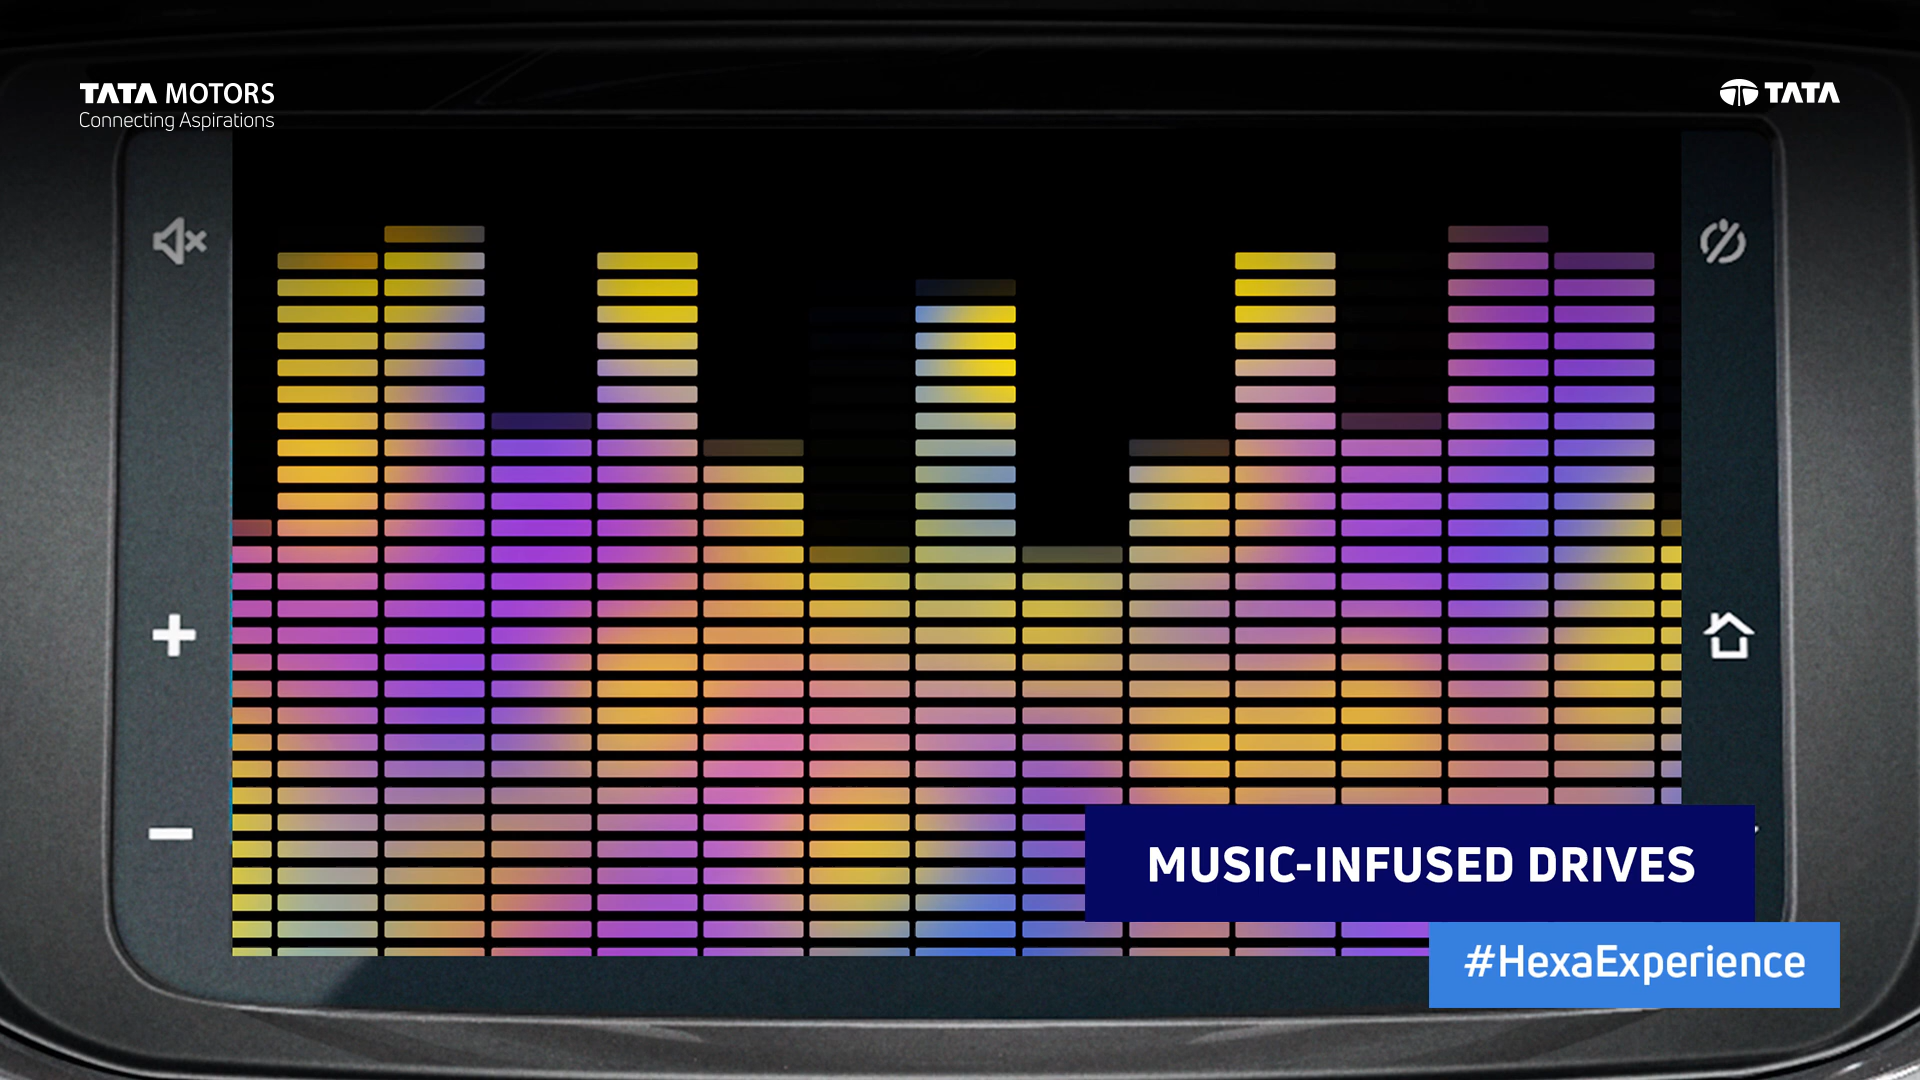 TATA MOTORS
Connecting Aspirations
TATA
MUSIC-INFUSED DRIVES
#HexaExperience